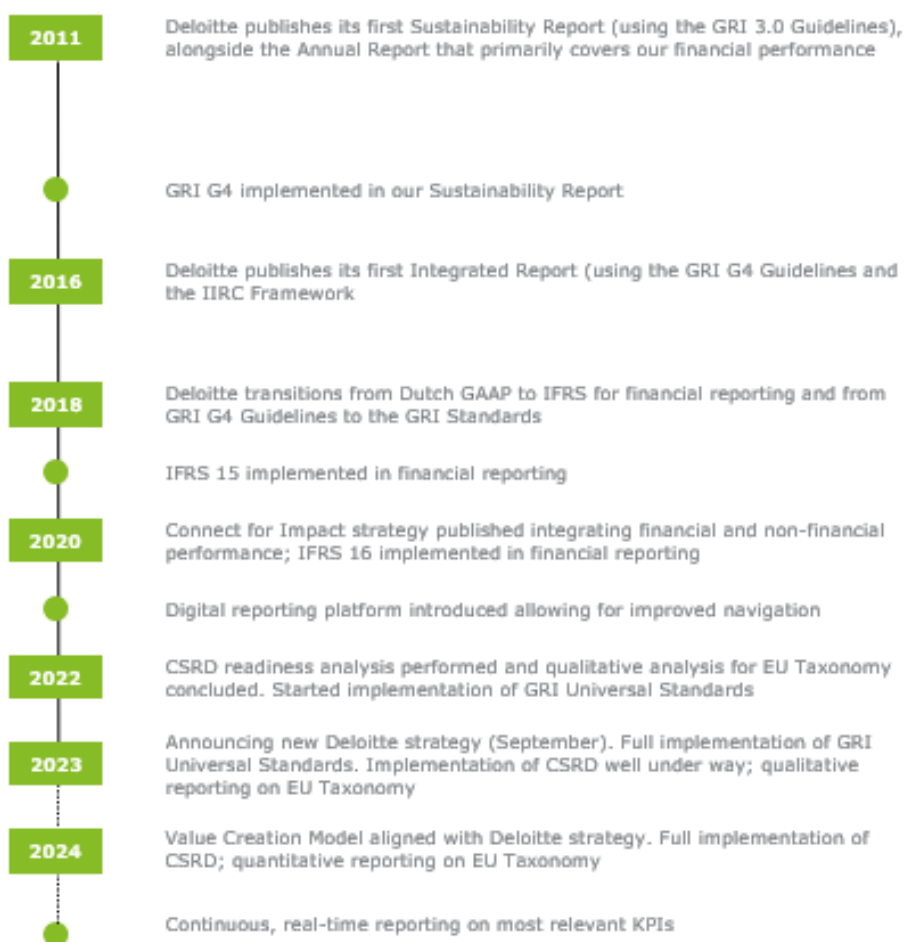 2011
Deloitte publishes its first Sustainability Report (using the GRI 3.0 Guidelines),
alongside the Annual Report that primarily covers our financial performance
GRI G4 implemented in our Sustainability Report
2016
Deloitte publishes its first Integrated Report (using the GRI G4 Guidelines and
the IIRC Framework
2018
Deloitte transitions from Dutch GAAP to IFRS for financial reporting and from
GRI G4 Guidelines to the GRI Standards
IFRS 15 implemented in financial reporting
2020
Connect for Impact strategy published integrating financial and non-financial
performance; IFRS 16 implemented in financial reporting
Digital reporting platform introduced allowing for improved navigation
2022
CSRD readiness analysis performed and qualitative analysis for EU Taxonomy
concluded. Started implementation of GRI Universal Standards
2023
Announcing new Deloitte strategy (September). Full implementation of GRI
Universal Standards. Implementation of CSRD well under way; qualitative
reporting on EU Taxonomy
2024
Value Creation Model aligned with Deloitte strategy. Full implementation of
CSRD; quantitative reporting on EU Taxonomy
Continuous, real-time reporting on most relevant KPIs